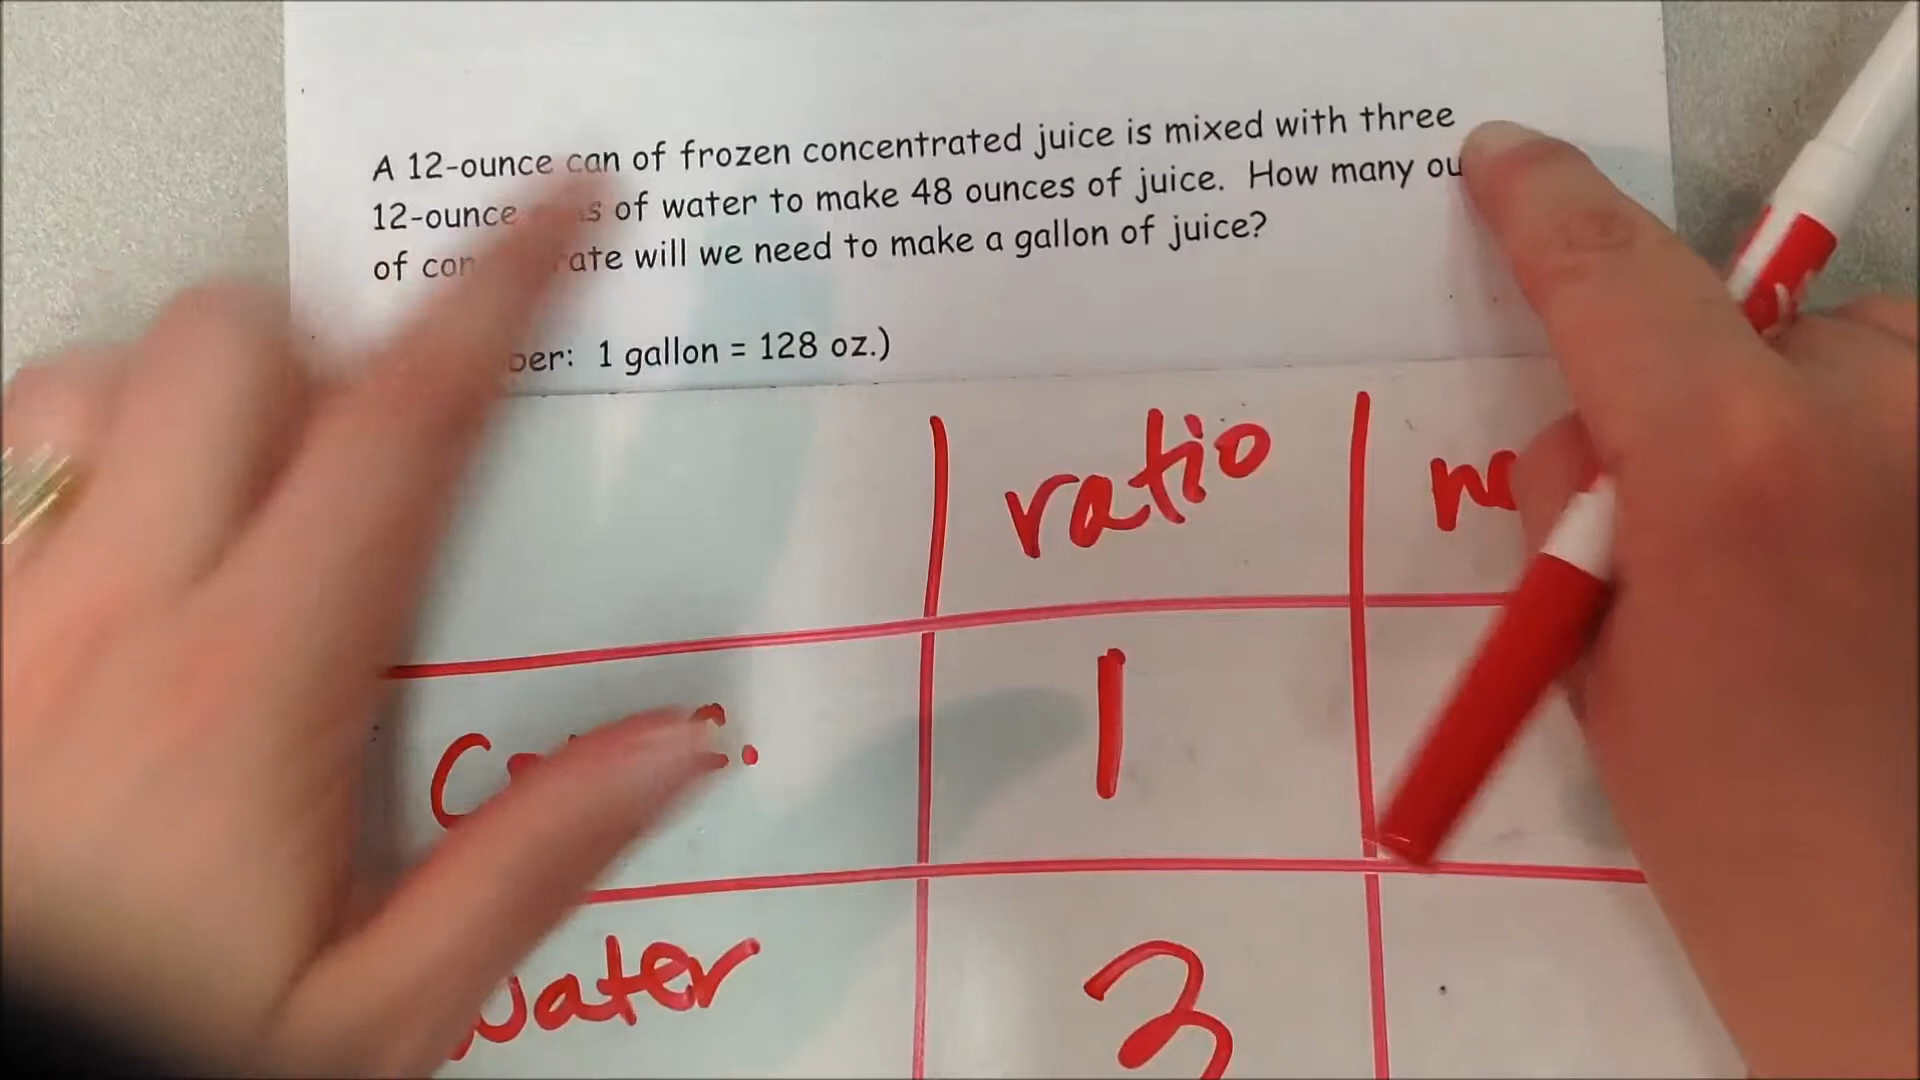 A 12-ounce can of frozen concentrated juice is mixed with three
12-ounce of water to make 48 ounces of juice. How many
of will we need to make a gallon of juice?
1 gallon = 128 oz.)
ratio
1
water
3